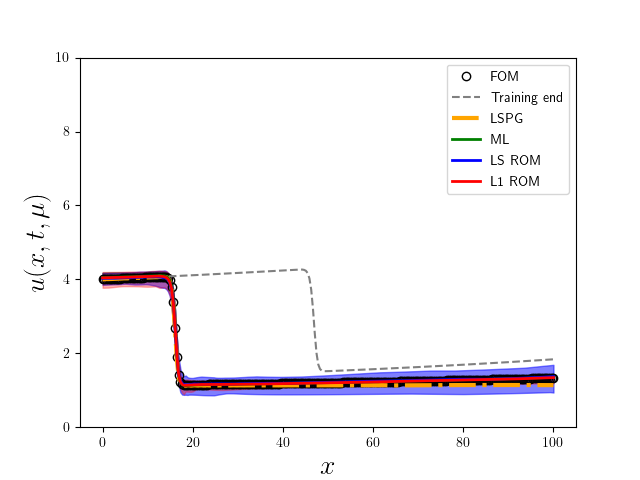 10
8
6
4
2
0
u(x, t, μ)
0 20 40 60 80 100
x
FOM
Training end
LSPG
ML
LS ROM
L1 ROM